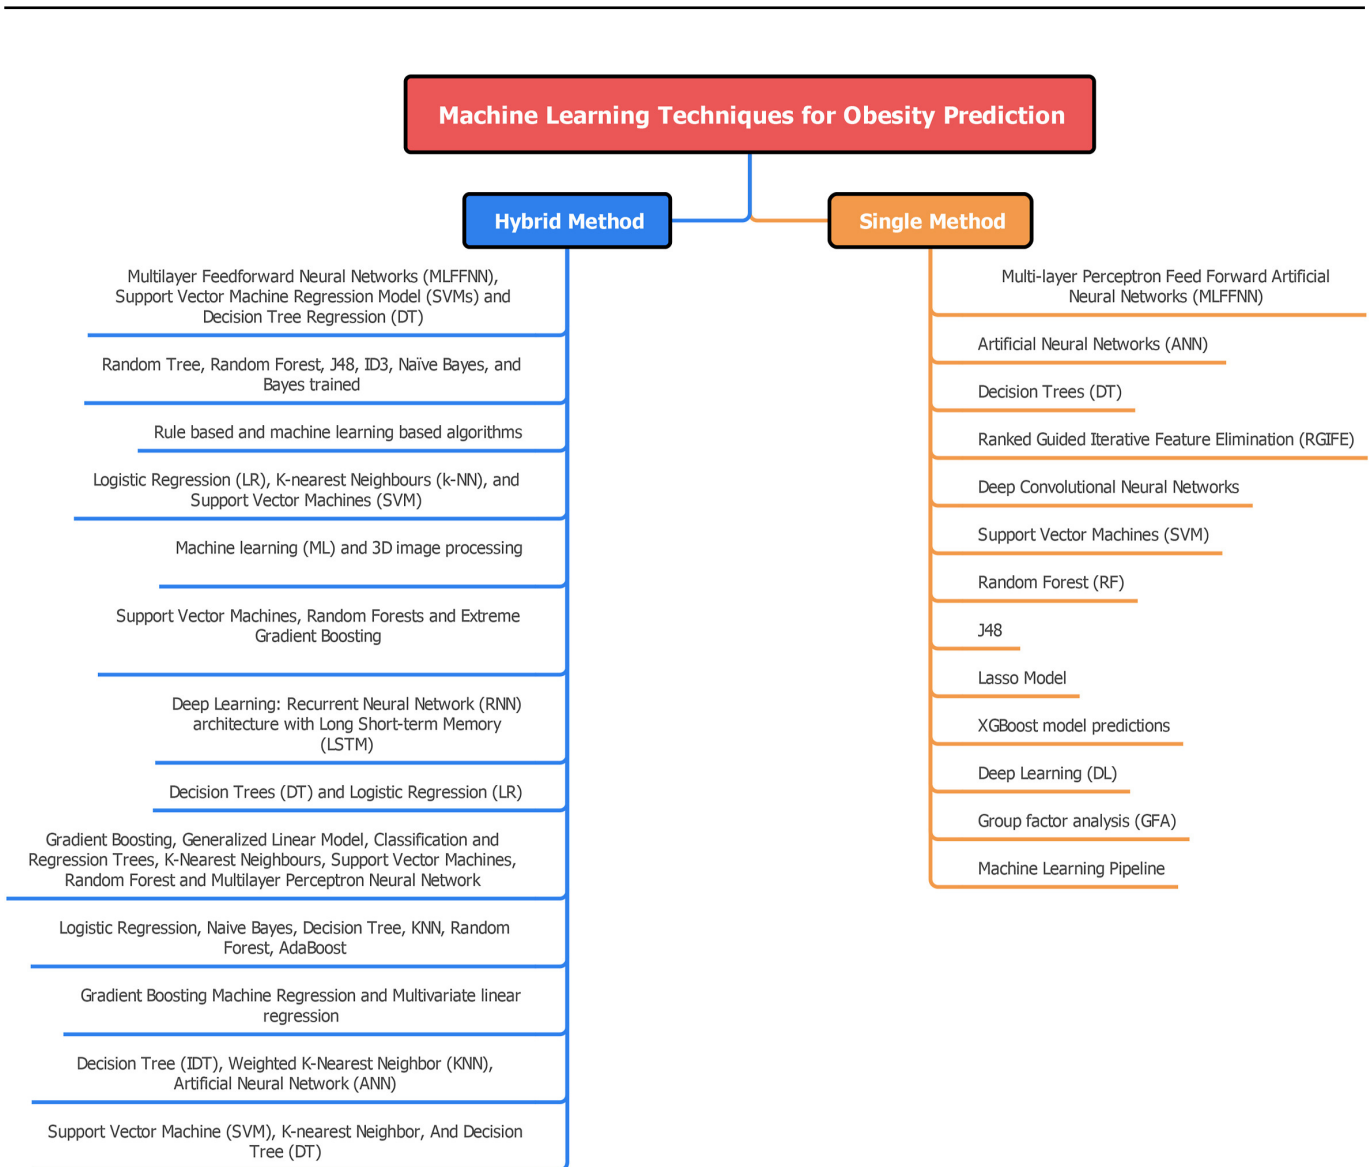 Machine Learning Techniques for Obesity Prediction
Hybrid Method
Multilayer Feedforward Neural Networks (MLFFNN),
Support Vector Machine Regression Model (SVMs) and
Decision Tree Regression (DT)
Random Tree, Random Forest, J48, ID3, Naïve Bayes, and
Bayes trained
Rule based and machine learning based algorithms
Logistic Regression (LR), K-nearest Neighbours (k-NN), and
Support Vector Machines (SVM)
Machine learning (ML) and 3D image processing
Support Vector Machines, Random Forests and Extreme
Gradient Boosting
Deep Learning: Recurrent Neural Network (RNN)
architecture with Long Short-term Memory
(LSTM)
Decision Trees (DT) and Logistic Regression (LR)
Gradient Boosting, Generalized Linear Model, Classification and
Regression Trees, K-Nearest Neighbours, Support Vector Machines,
Random Forest and Multilayer Perceptron Neural Network
Logistic Regression, Naive Bayes, Decision Tree, KNN, Random
Forest, AdaBoost
Gradient Boosting Machine Regression and Multivariate linear
regression
Decision Tree (IDT), Weighted K-Nearest Neighbor (KNN),
Artificial Neural Network (ANN)
Support Vector Machine (SVM), K-nearest Neighbor, And Decision
Tree (DT)
Single Method
Multi-layer Perceptron Feed Forward Artificial
Neural Networks (MLFFNN)
Artificial Neural Networks (ANN)
Decision Trees (DT)
Ranked Guided Iterative Feature Elimination (RGIFE)
Deep Convolutional Neural Networks
Support Vector Machines (SVM)
Random Forest (RF)
J48
Lasso Model
XGBoost model predictions
Deep Learning (DL)
Group factor analysis (GFA)
Machine Learning Pipeline